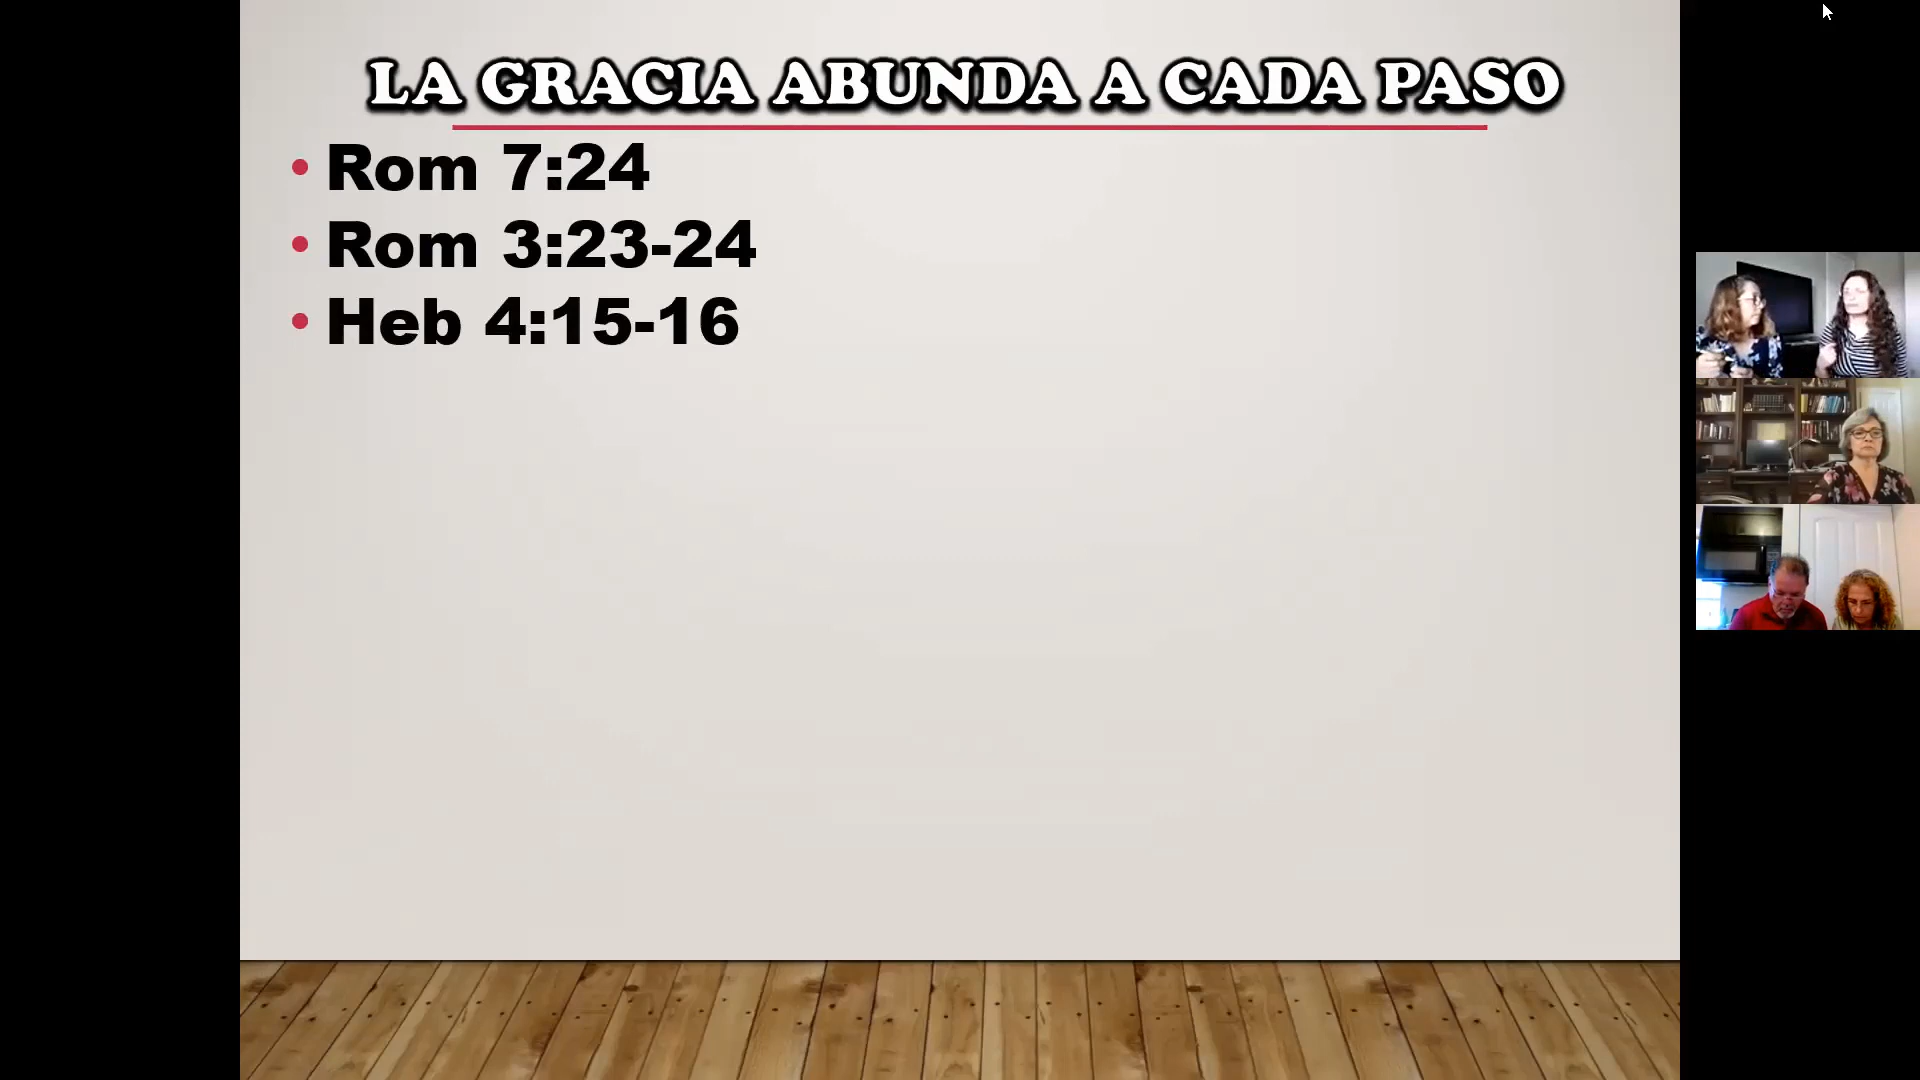 LA GRACIA ABUNDA A CADA PASO
• Rom 7:24
• Rom 3:23-24
• Heb 4:15-16